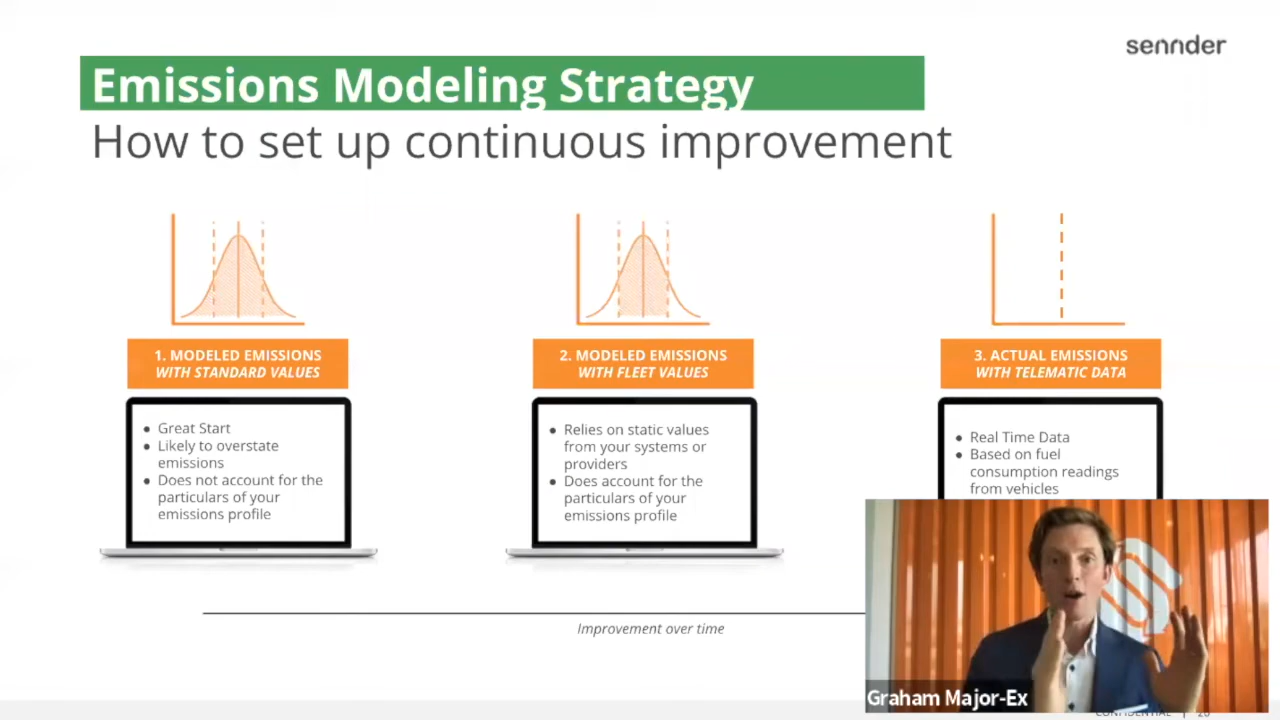 sennder
Emissions Modeling Strategy
How to set up continuous improvement
1. MODELED EMISSIONS
WITH STANDARD VALUES
● Great Start
● Likely to overstate
emissions
● Does not account for the
particulars of your
emissions profile
2. MODELED EMISSIONS
WITH FLEET VALUES
● Relies on static values
from your systems or
providers
● Does account for the
particulars of your
emissions profile
3. ACTUAL EMISSIONS
WITH TELEMATIC DATA
● Real Time Data
● Based on fuel
consumption readings
from vehicles
Improvement over time
Graham Major-Ex